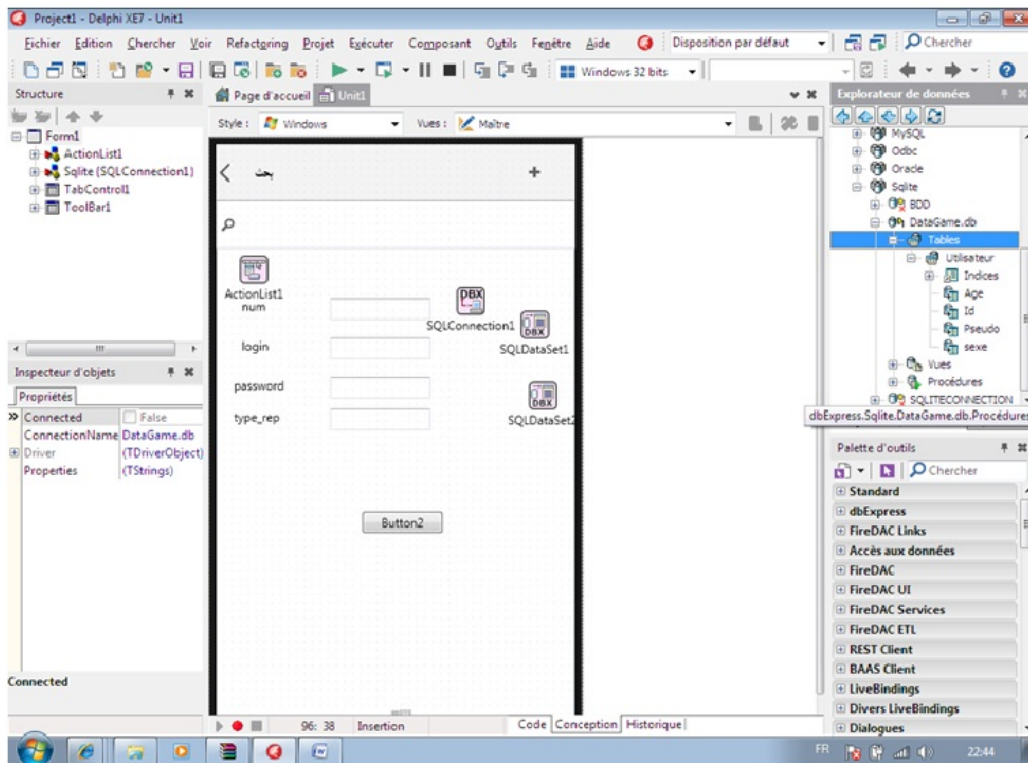 Project1 - Delphi XE7 - Unit1
Fichier Edition Chercher Voir Refactoring Projet Exécuter Composant Outils Fenêtre Aide Disposition par défaut Chercher
Windows 32 bits
Structure
Form1
ActionList1
Sqlite (SQLConnection1)
TabControl1
ToolBar1
Inspecteur d'objets
Propriétés
Connected False
ConnectionName DataGame.db
Driver (TDriverObject)
Properties (TStrings)
Connected
Page d'accueil Unit1
Style : Windows Vues : Maître
بحث
ActionList1
num
SQLConnection1
login
SQLDataSet1
password
type_rep
SQLDataSet2
Button2
96: 38 Insertion Code Conception Historique
Explorateur de données
MySQL
Odbc
Oracle
Sqlite
BDD
DataGame.db
Tables
Utilisateur
Indices
Age
Id
Pseudo
sexe
Vues
Procédures
SQLITECONNECTION
dbExpress.Sqlite.DataGame.db.Procédures
Palette d'outils
Chercher
Standard
dbExpress
FireDAC Links
Accès aux données
FireDAC
FireDAC UI
FireDAC Services
FireDAC ETL
REST Client
BAAS Client
LiveBindings
Divers LiveBindings
Dialogues
FR 22:44